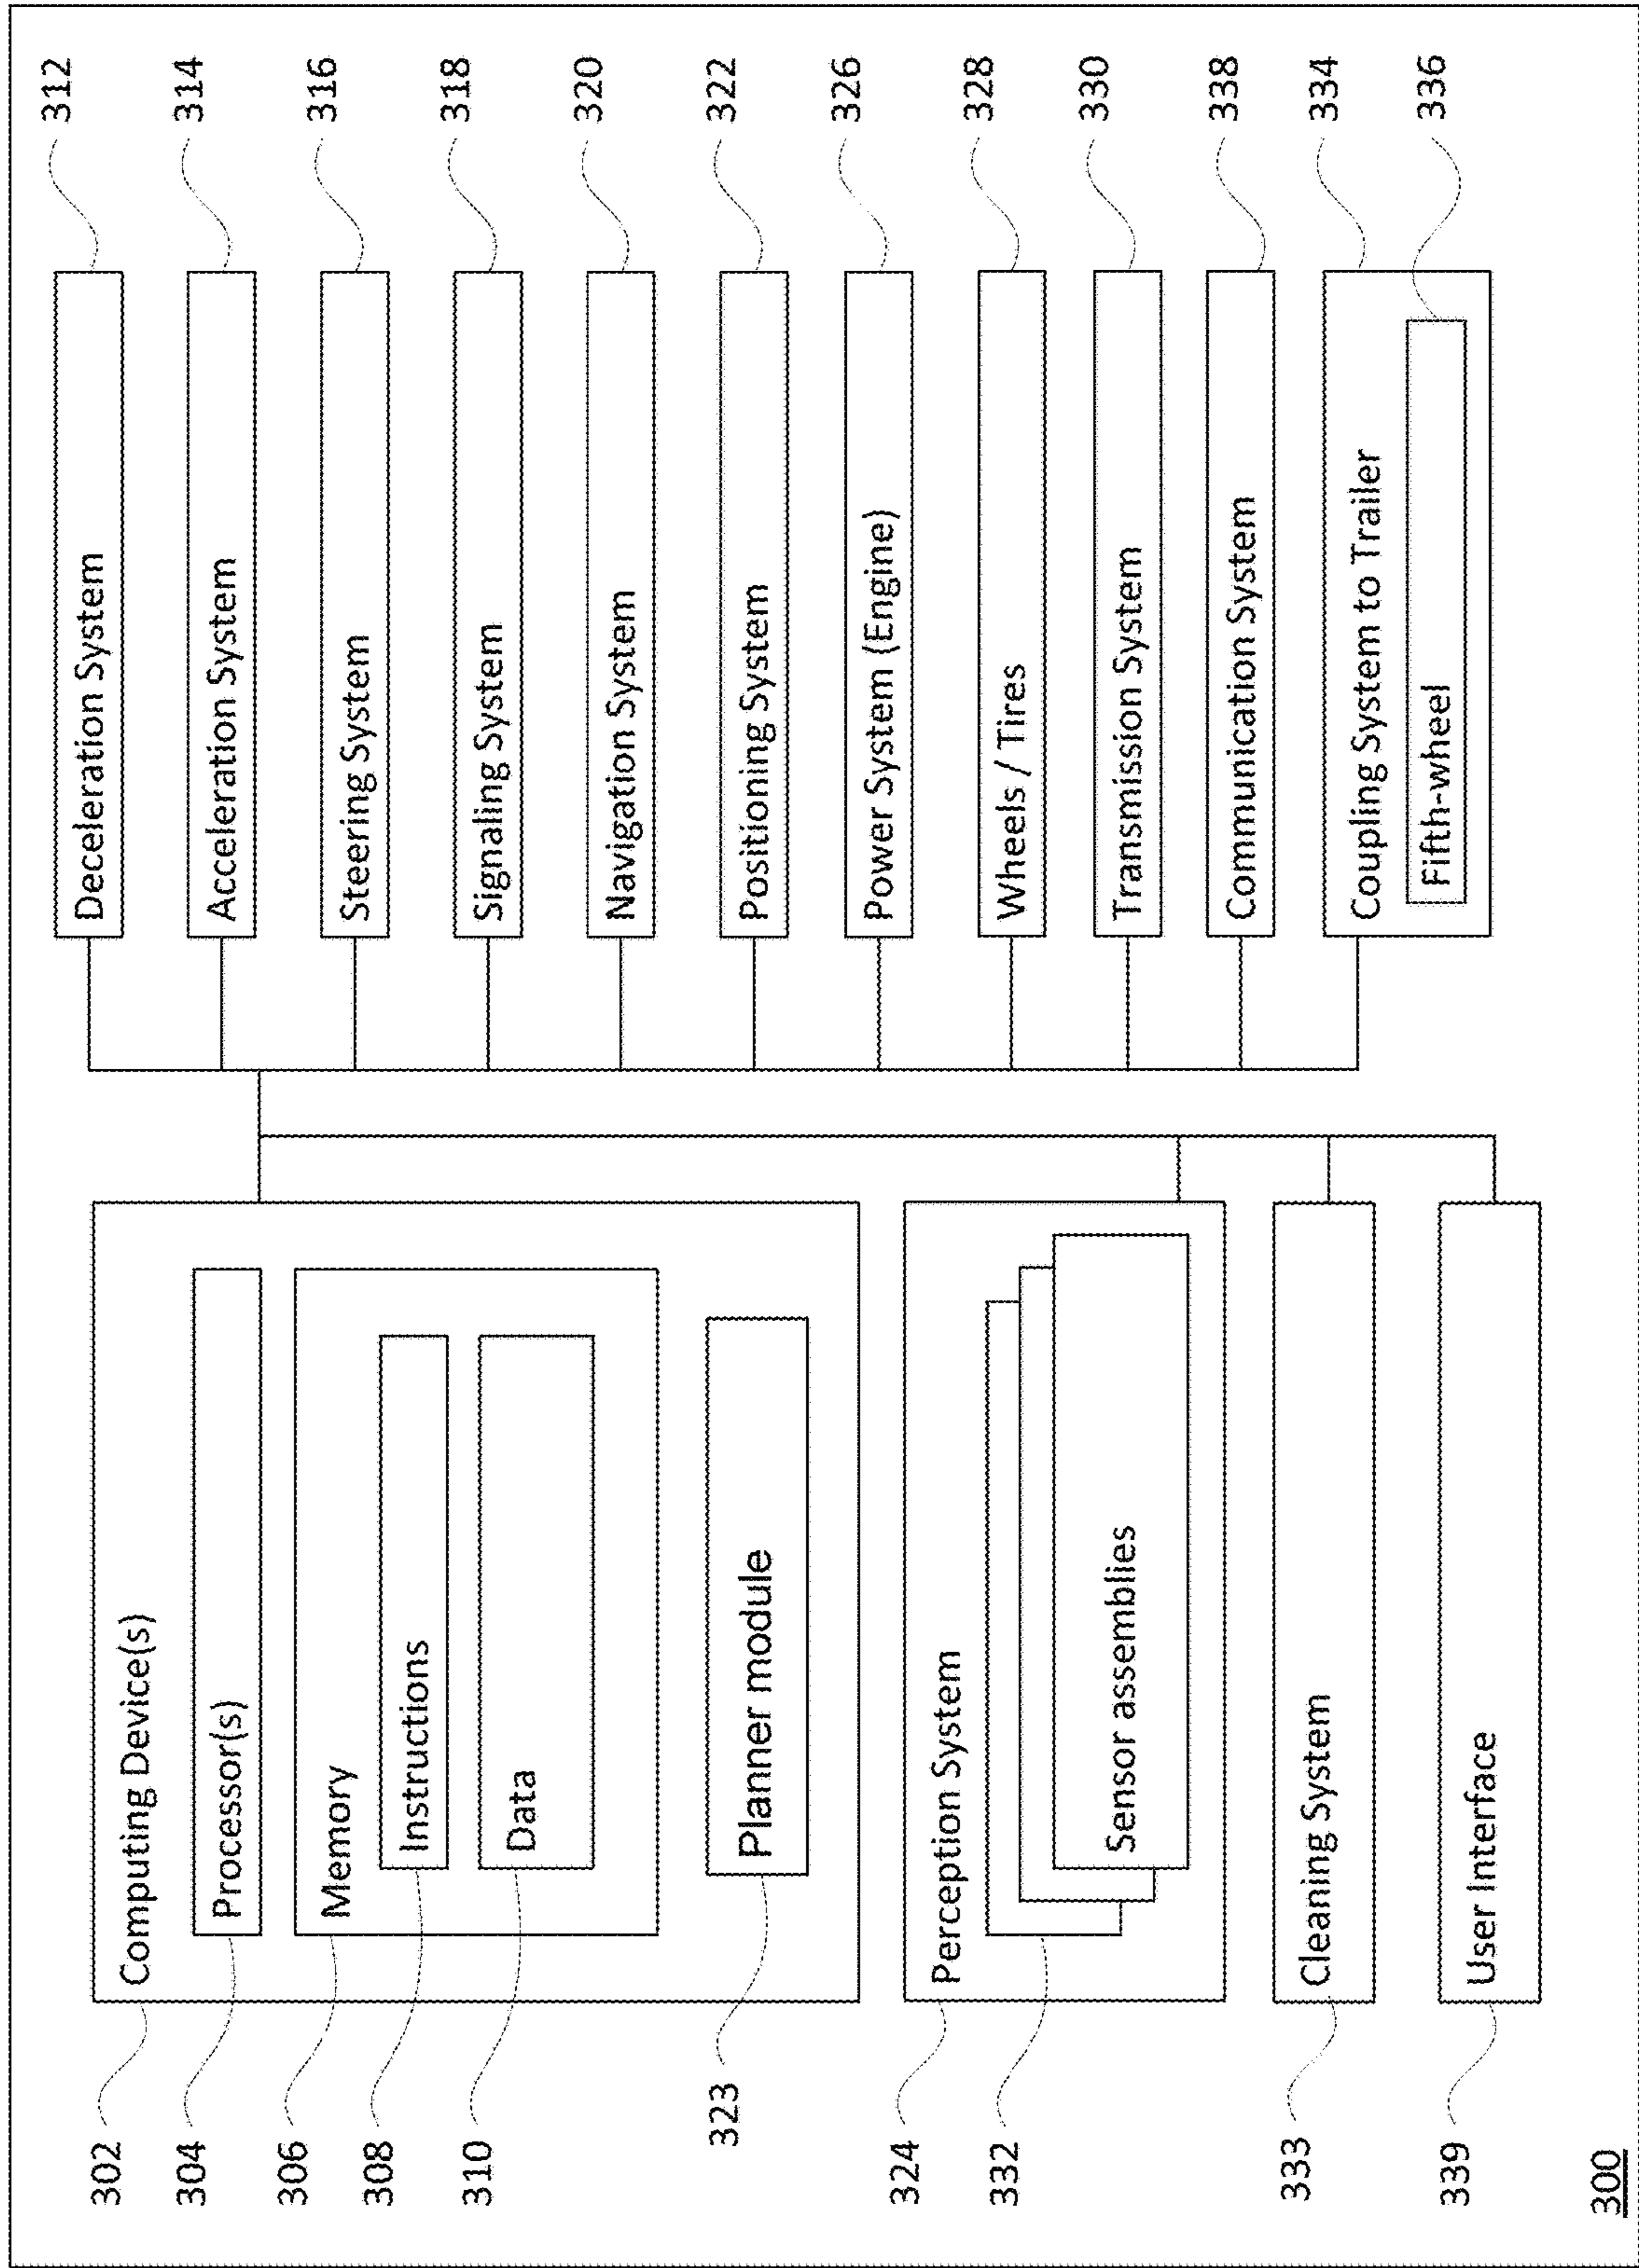 302
Computing Device(s)
304
Processor(s)
306
Memory
308
Instructions
310
Data
323
Planner module
324
Perception System
332
Sensor assemblies
333
Cleaning System
339
User Interface
300
Deceleration System
312
Acceleration System
314
Steering System
316
Signaling System
318
Navigation System
320
Positioning System
322
Power System (Engine)
326
Wheels / Tires
328
Transmission System
330
Communication System
338
Coupling System to Trailer
334
Fifth-wheel
336